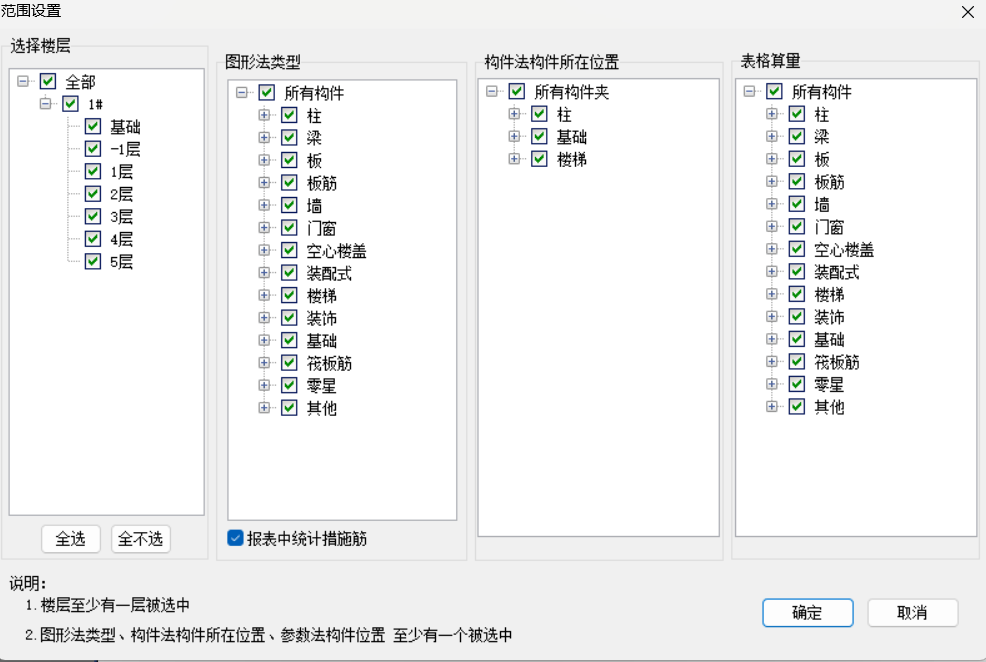 范围设置
选择楼层
全部
1#
基础
-1层
1层
2层
3层
4层
5层
全选
全不选
图形法类型
所有构件
柱
梁
板
板筋
墙
门窗
空心楼盖
装配式
楼梯
装饰
基础
筏板筋
零星
其他
报表中统计措施筋
构件法构件所在位置
所有构件夹
柱
基础
楼梯
表格算量
所有构件
柱
梁
板
板筋
墙
门窗
空心楼盖
装配式
楼梯
装饰
基础
筏板筋
零星
其他
说明:
1.楼层至少有一层被选中
2.图形法类型、构件法构件所在位置、参数法构件位置 至少有一个被选中
确定
取消